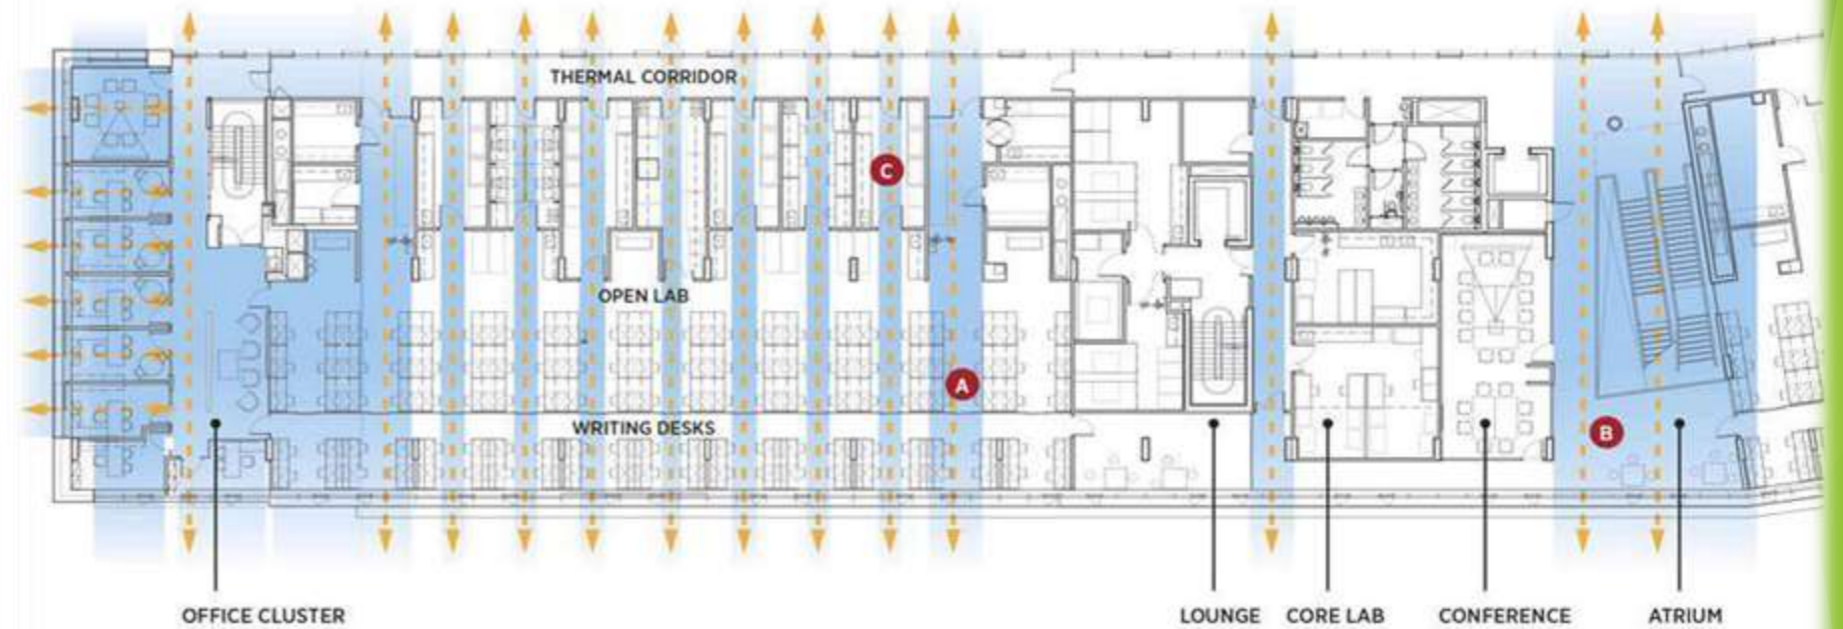 THERMAL CORRIDOR
C
OPEN LAB
A
WRITING DESKS
B
OFFICE CLUSTER
LOUNGE
CORE LAB
CONFERENCE
ATRIUM